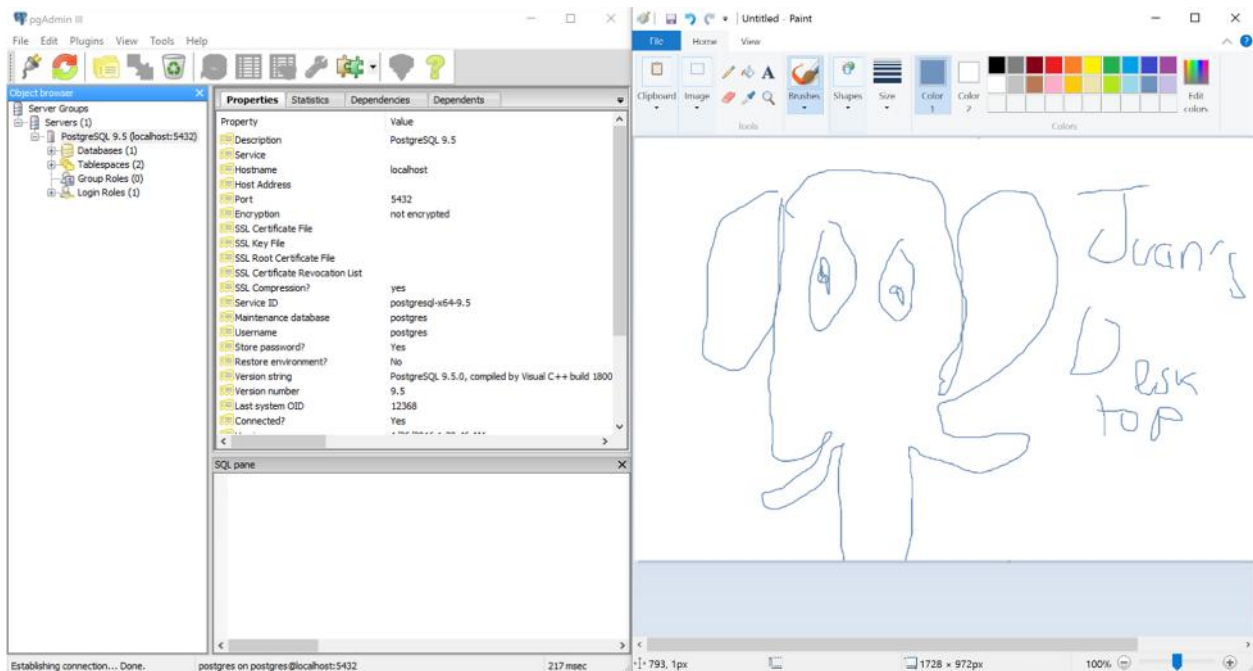 pgAdmin III
File Edit Plugins View Tools Help
Object browser
Server Groups
Servers (1)
PostgreSQL 9.5 (localhost:5432)
Databases (1)
Tablespaces (2)
Group Roles (0)
Login Roles (1)
Properties Statistics Dependencies Dependents
Property Value
Description PostgreSQL 9.5
Service
Hostname localhost
Host Address
Port 5432
Encryption not encrypted
SSL Certificate File
SSL Key File
SSL Root Certificate File
SSL Certificate Revocation List
SSL Compression? yes
Service ID postgresql-x64-9.5
Maintenance database postgres
Username postgres
Store password? Yes
Restore environment? No
Version string PostgreSQL 9.5.0, compiled by Visual C++ build 1800
Version number 9.5
Last system OID 12368
Connected? Yes
SQL pane
Establishing connection... Done. postgres on postgres@localhost:5432 217 msec
Untitled - Paint
File Home View
Clipboard Image Brushes Shapes Size Color 1 Color 2 Edit colors
Tools Colors
Juan's
Desk
top
793, 1px 1728 × 972px 100%